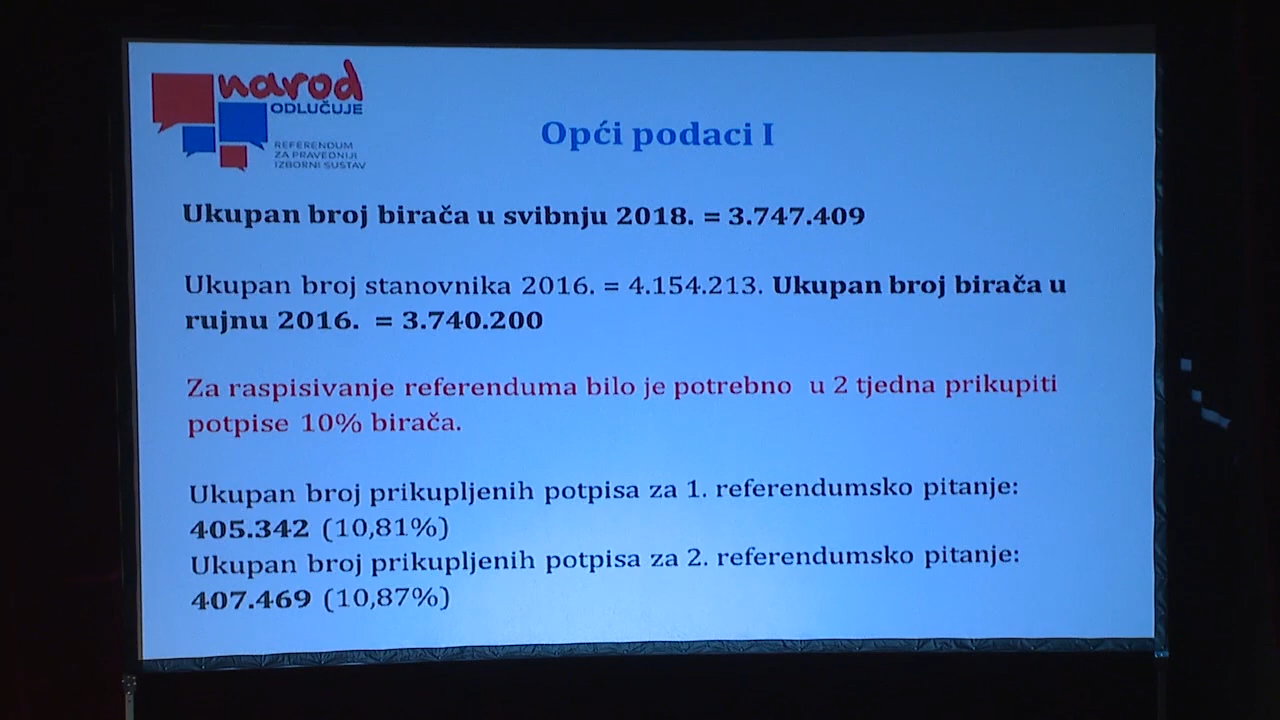 narod
ODLUČUJE
REFERENDUM
ZA PRAVEDNIJI
IZBORNI SUSTAV
Opći podaci I
Ukupan broj birača u svibnju 2018. = 3.747.409
Ukupan broj stanovnika 2016. = 4.154.213. Ukupan broj birača u
rujnu 2016. = 3.740.200
Za raspisivanje referenduma bilo je potrebno u 2 tjedna prikupiti
potpise 10% birača.
Ukupan broj prikupljenih potpisa za 1. referendumsko pitanje:
405.342 (10,81%)
Ukupan broj prikupljenih potpisa za 2. referendumsko pitanje:
407.469 (10,87%)